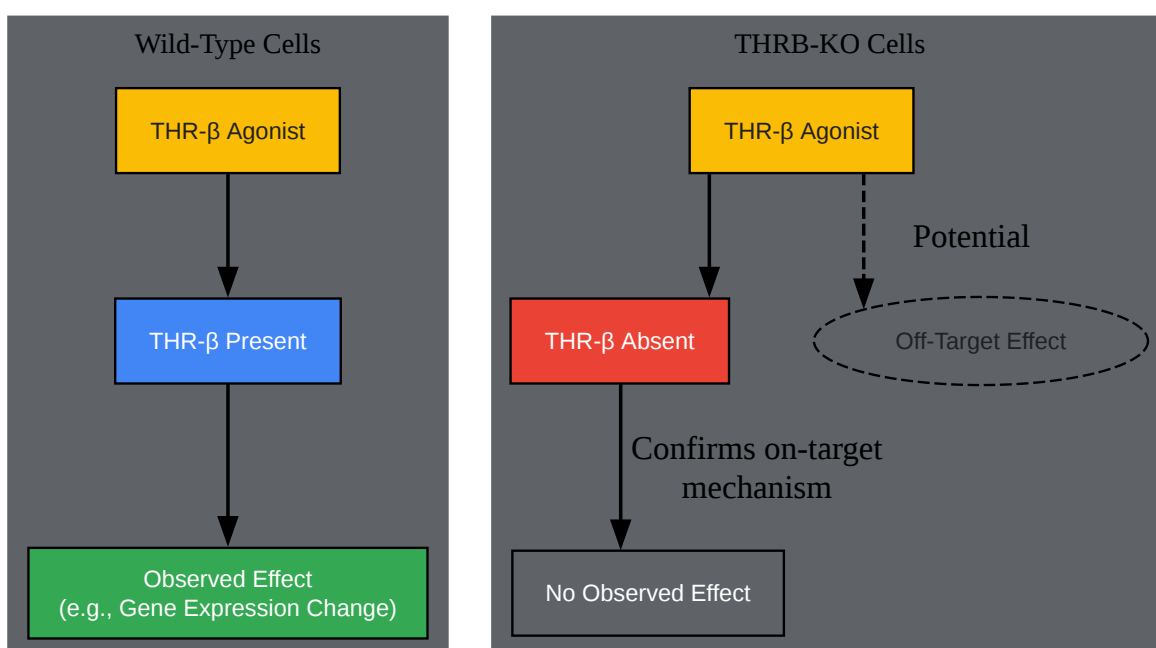 Wild-Type Cells
THR-β Agonist
THR-β Present
Observed Effect
(e.g., Gene Expression Change)
THRB-KO Cells
THR-β Agonist
Potential
THR-β Absent
Off-Target Effect
Confirms on-target
mechanism
No Observed Effect